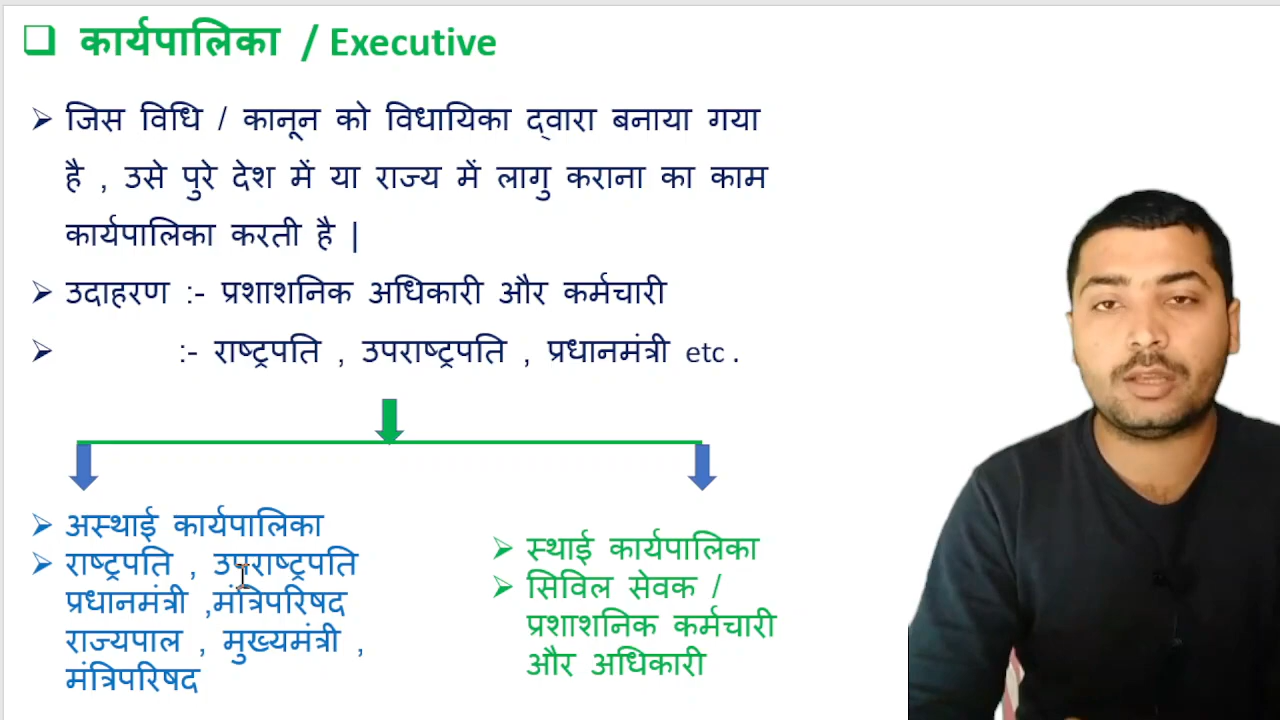 ❑ कार्यपालिका / Executive
➢ जिस विधि / कानून को विधायिका द्वारा बनाया गया
है , उसे पुरे देश में या राज्य में लागु कराना का काम
कार्यपालिका करती है |
➢ उदाहरण :- प्रशाशनिक अधिकारी और कर्मचारी
➢ :- राष्ट्रपति , उपराष्ट्रपति , प्रधानमंत्री etc .
➢ अस्थाई कार्यपालिका
➢ राष्ट्रपति , उपराष्ट्रपति
प्रधानमंत्री ,मंत्रिपरिषद
राज्यपाल , मुख्यमंत्री ,
मंत्रिपरिषद
➢ स्थाई कार्यपालिका
➢ सिविल सेवक /
प्रशाशनिक कर्मचारी
और अधिकारी